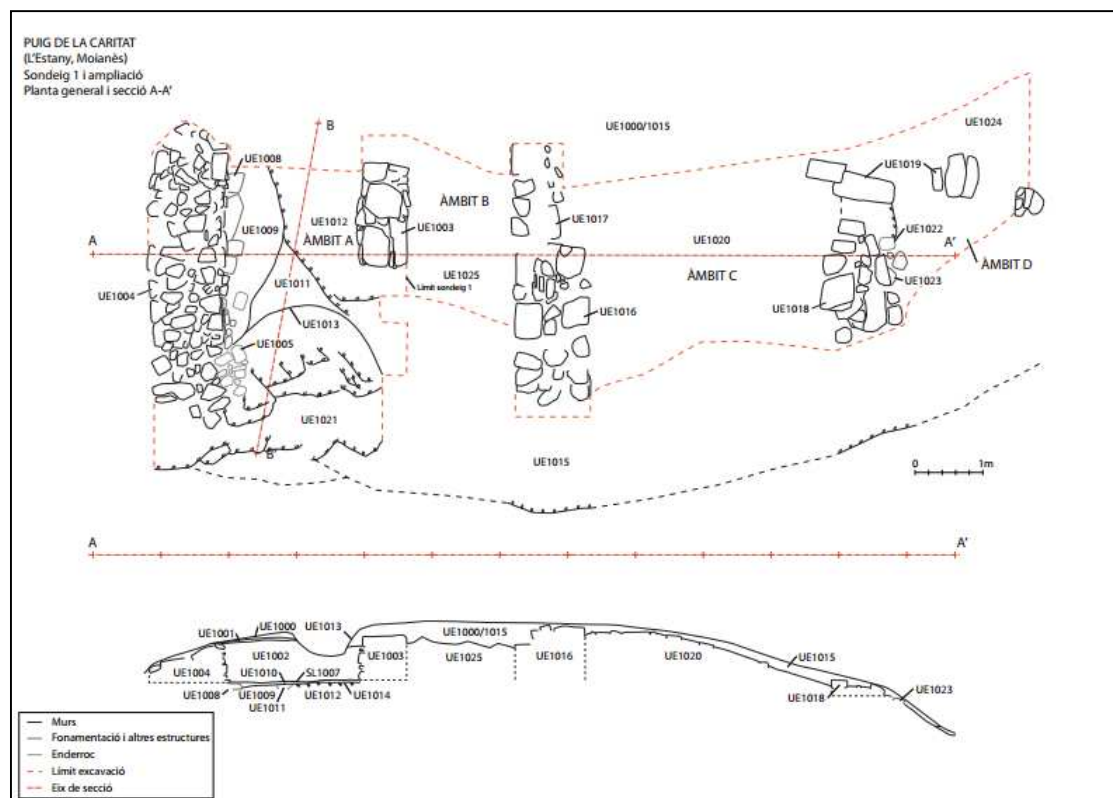 PUIG DE LA CARITAT
(L'Estany, Moianès)
Sondeig 1 i ampliació
Planta general i secció A-A'
B
UE1000/1015
UE1024
UE1008
UE1019
ÀMBIT B
UE1009
UE1012
UE1003
UE1017
UE1022
A
ÀMBIT A
UE1020
A'
ÀMBIT D
UE1025
ÀMBIT C
UE1023
UE1011
Límit sondeig 1
UE1004
UE1018
UE1013
UE1016
UE1005
UE1021
B'
UE1015
0 1m
A A'
UE1001
UE1000
UE1013
UE1000/1015
UE1002
UE1003
UE1025
UE1016
UE1020
UE1015
UE1004
UE1010
SL1007
UE1008
UE1009
UE1012
UE1014
UE1011
UE1018
UE1023
Murs
Fonamentació i altres estructures
Enderroc
Límit excavació
Eix de secció